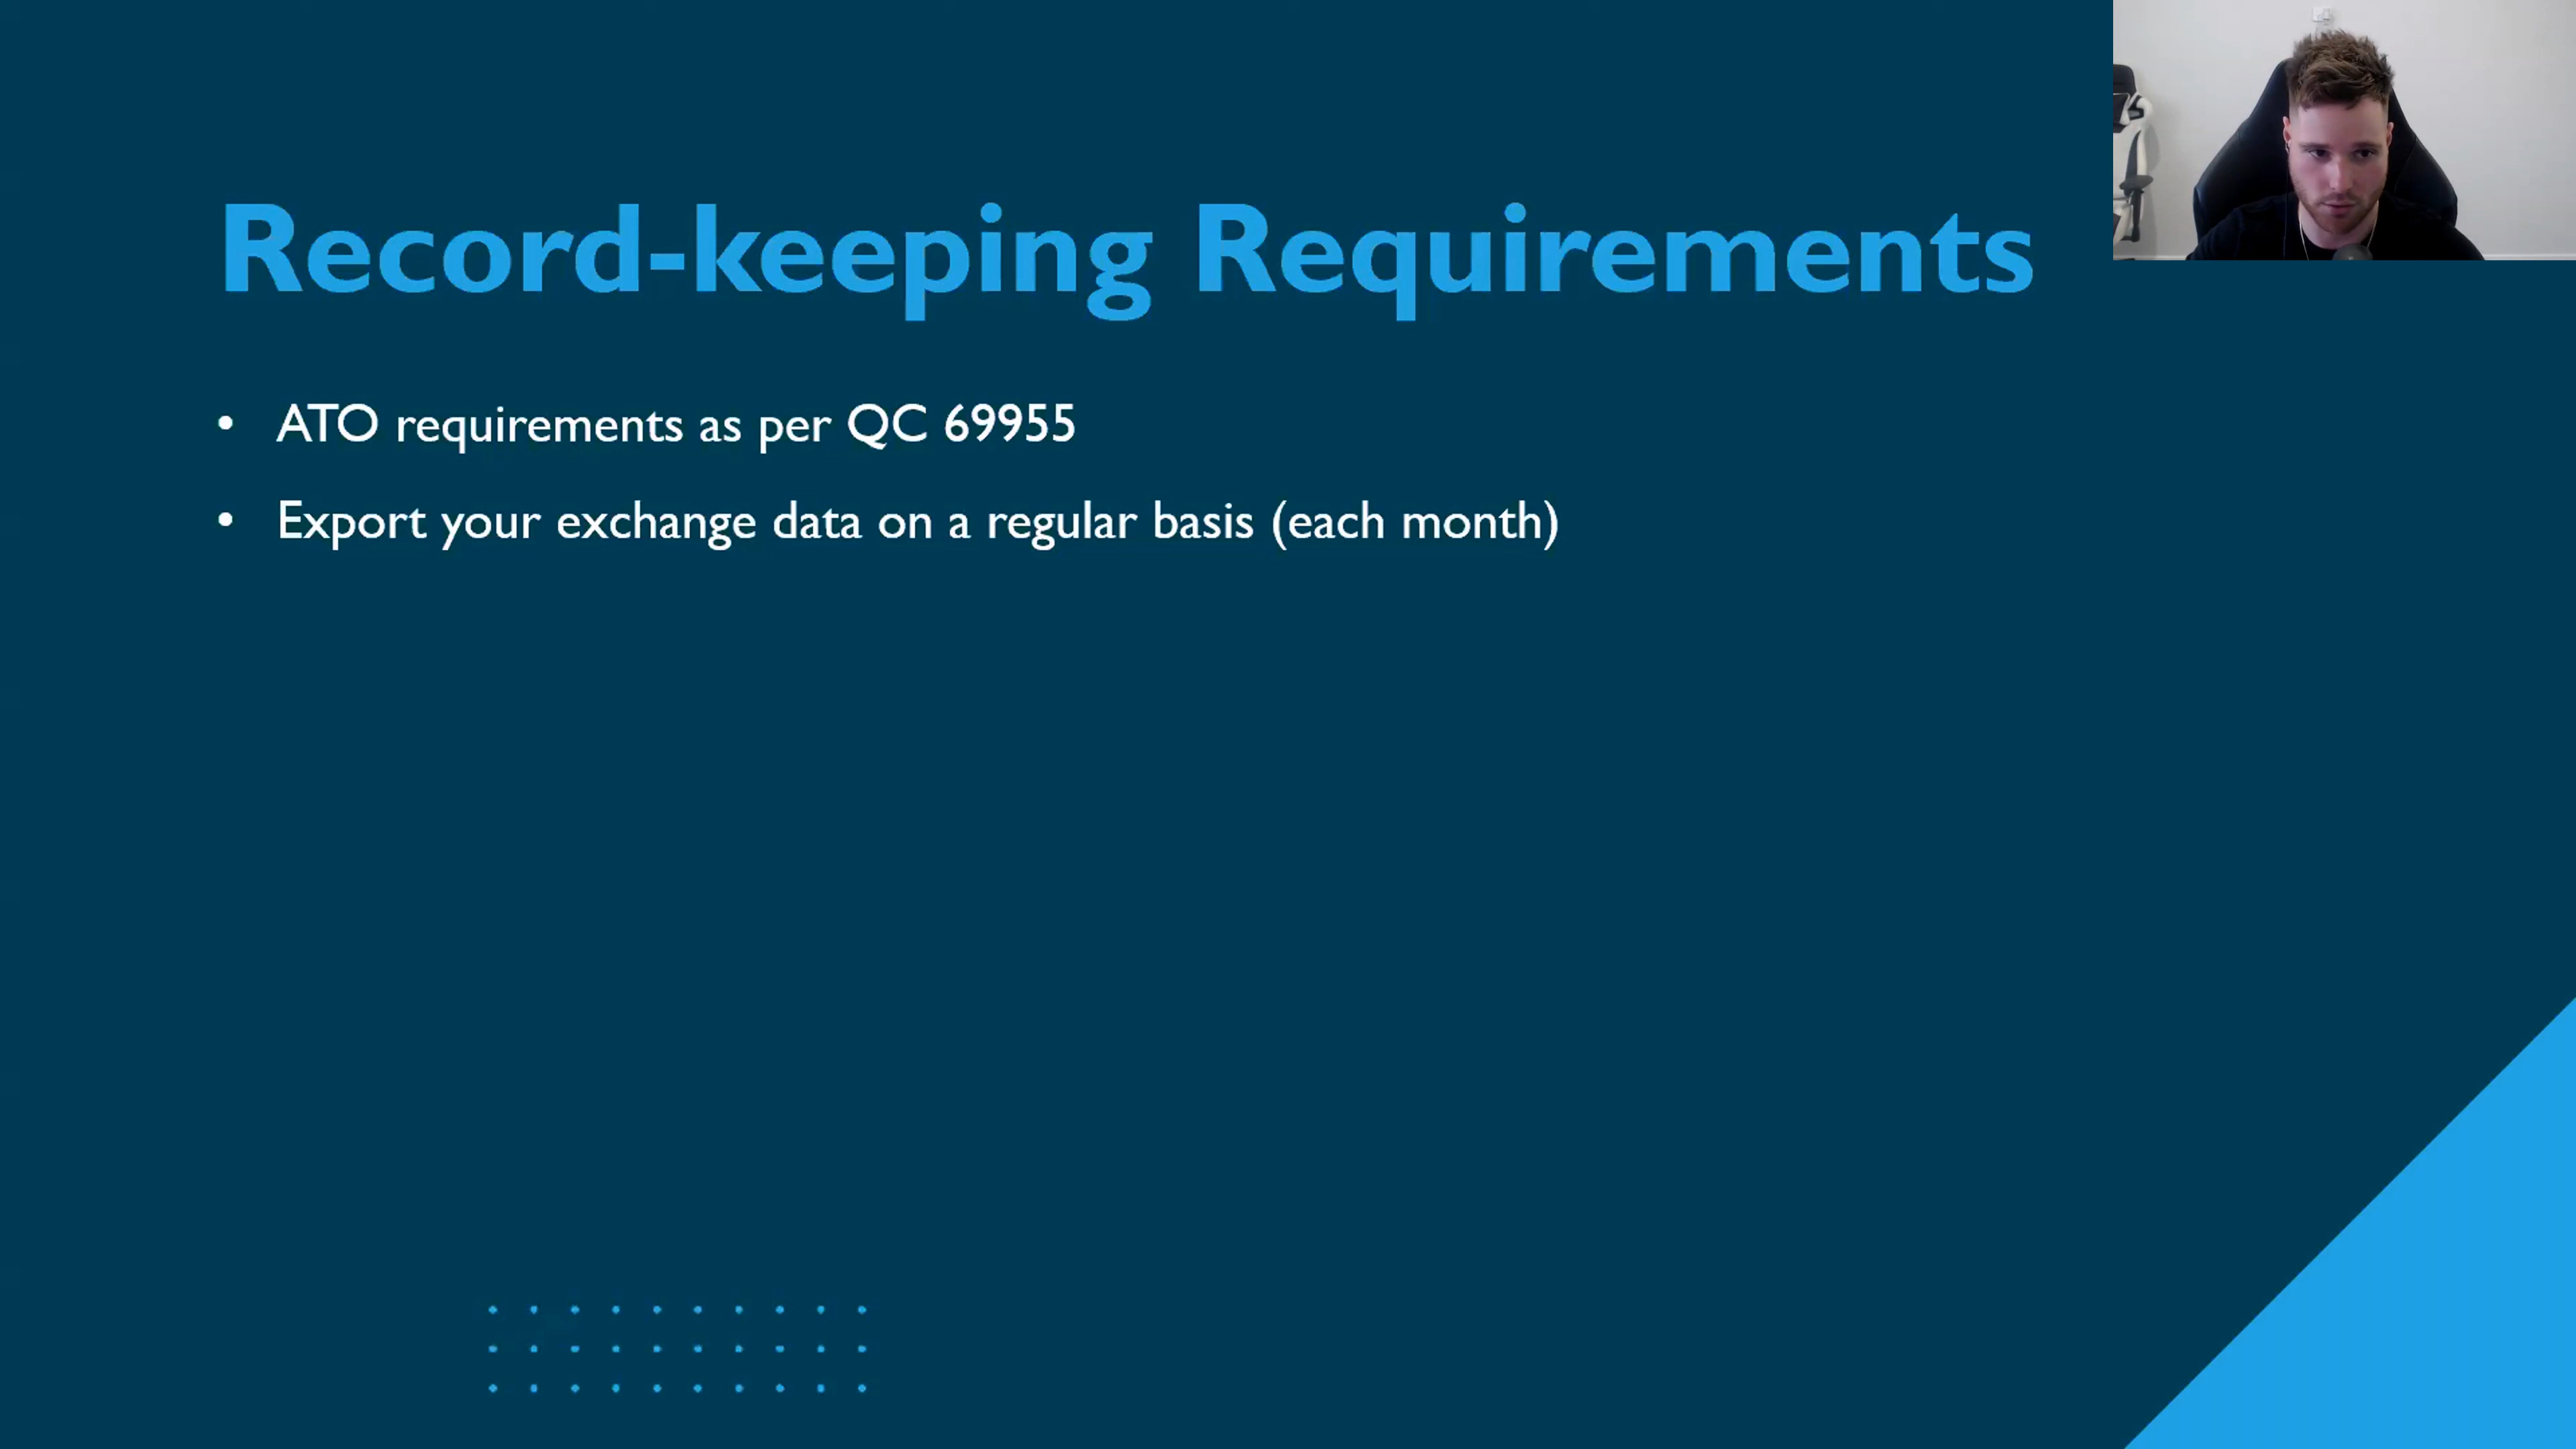 Record-keeping Requirements
• ATO requirements as per QC 69955
• Export your exchange data on a regular basis (each month)